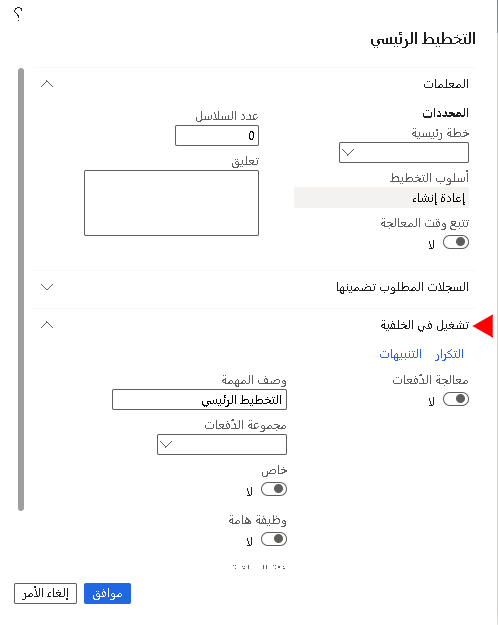 ؟
التخطيط الرئيسي
المعلمات
المحددات
خطة رئيسية
أسلوب التخطيط
إعادة إنشاء
تتبع وقت المعالجة
لا
عدد السلاسل
0
تعليق
السجلات المطلوب تضمينها
تشغيل في الخلفية
التكرار التنبيهات
معالجة الدُفعات
لا
وصف المهمة
التخطيط الرئيسي
مجموعة الدُفعات
خاص
لا
وظيفة هامة
لا
موافق
إلغاء الأمر